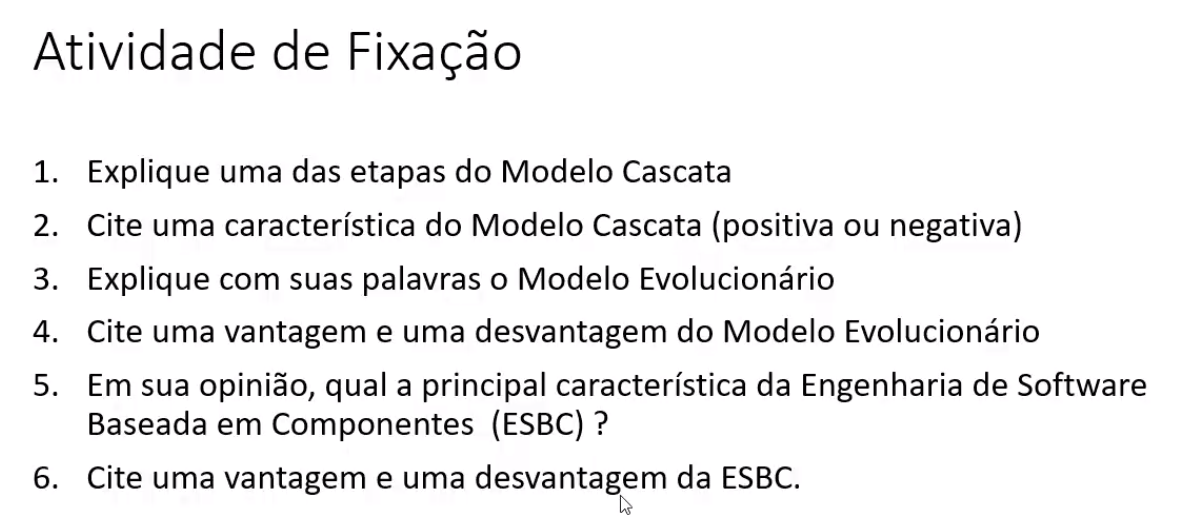 Atividade de Fixação
1. Explique uma das etapas do Modelo Cascata
2. Cite uma característica do Modelo Cascata (positiva ou negativa)
3. Explique com suas palavras o Modelo Evolucionário
4. Cite uma vantagem e uma desvantagem do Modelo Evolucionário
5. Em sua opinião, qual a principal característica da Engenharia de Software
Baseada em Componentes (ESBC) ?
6. Cite uma vantagem e uma desvantagem da ESBC.